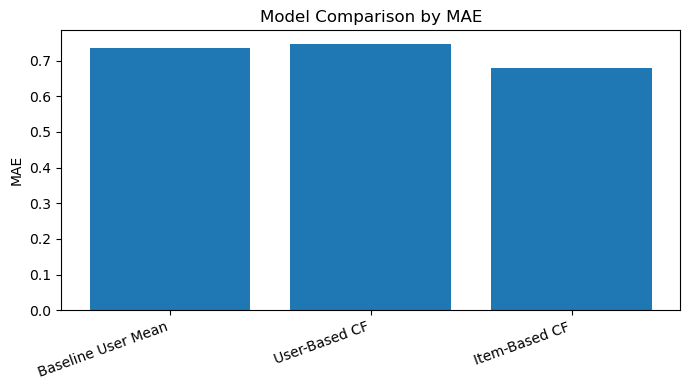 Model Comparison by MAE
MAE
0.7
0.6
0.5
0.4
0.3
0.2
0.1
0.0
Baseline User Mean
User-Based CF
Item-Based CF